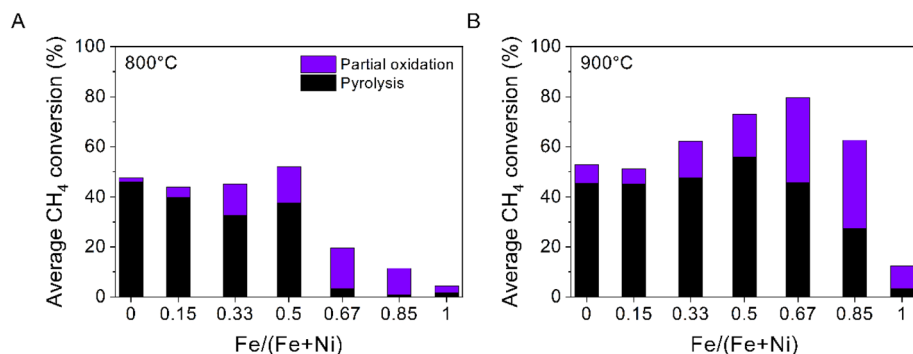 A
Average CH₄ conversion (%)
100
80
60
40
20
0
800°C
Partial oxidation
Pyrolysis
0 0.15 0.33 0.5 0.67 0.85 1
Fe/(Fe+Ni)
B
Average CH₄ conversion (%)
100
80
60
40
20
0
900°C
0 0.15 0.33 0.5 0.67 0.85 1
Fe/(Fe+Ni)